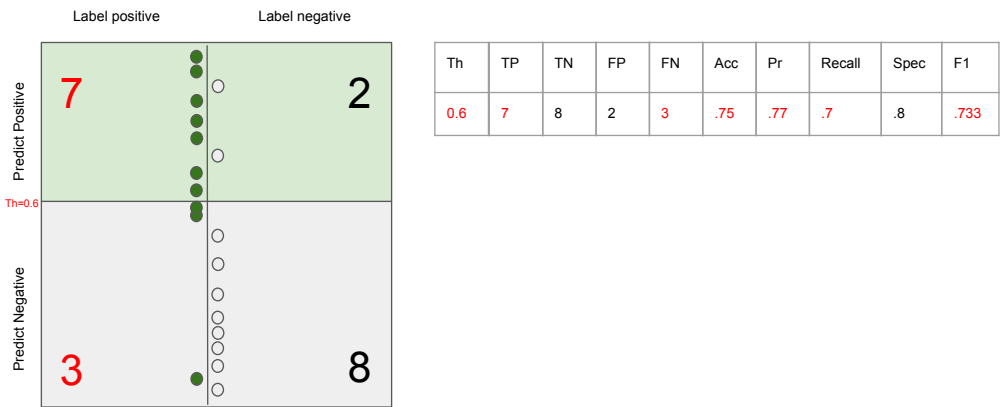 Label positive Label negative
Predict Positive
7 2
Th=0.6
Predict Negative
3 8
Th TP TN FP FN Acc Pr Recall Spec F1
0.6 7 8 2 3 .75 .77 .7 .8 .733